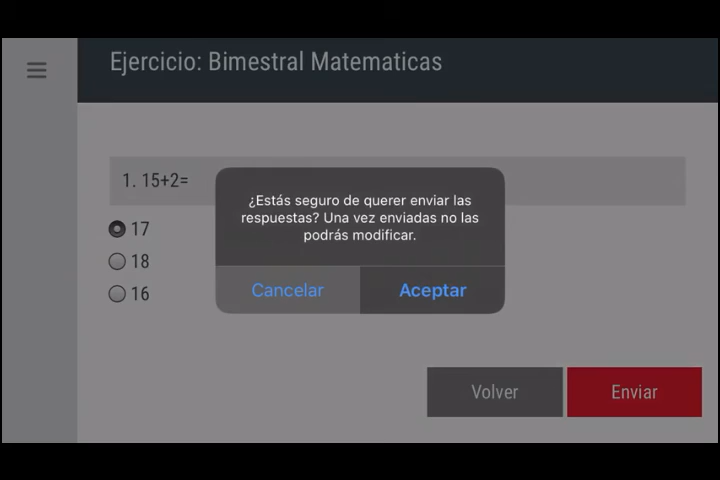 Ejercicio: Bimestral Matematicas
1. 15+2=
17
18
16
¿Estás seguro de querer enviar las
respuestas? Una vez enviadas no las
podrás modificar.
Cancelar Aceptar
Volver Enviar